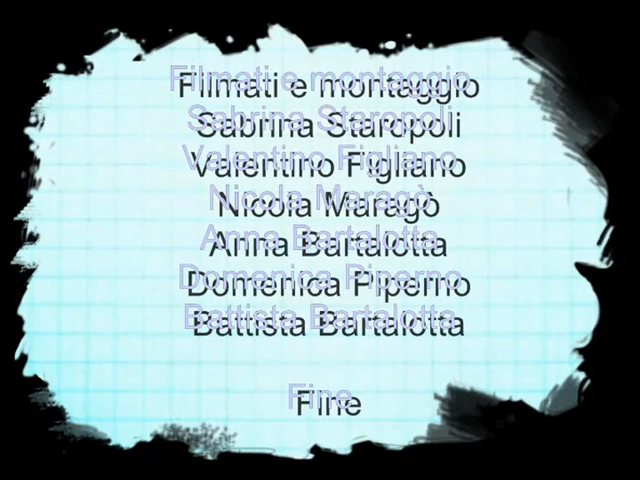 Filmati e montaggio
Sabrina Staropoli
Valentino Figliano
Nicola Maragò
Anna Bartalotta
Domenica Piperno
Battista Bartalotta
Fine